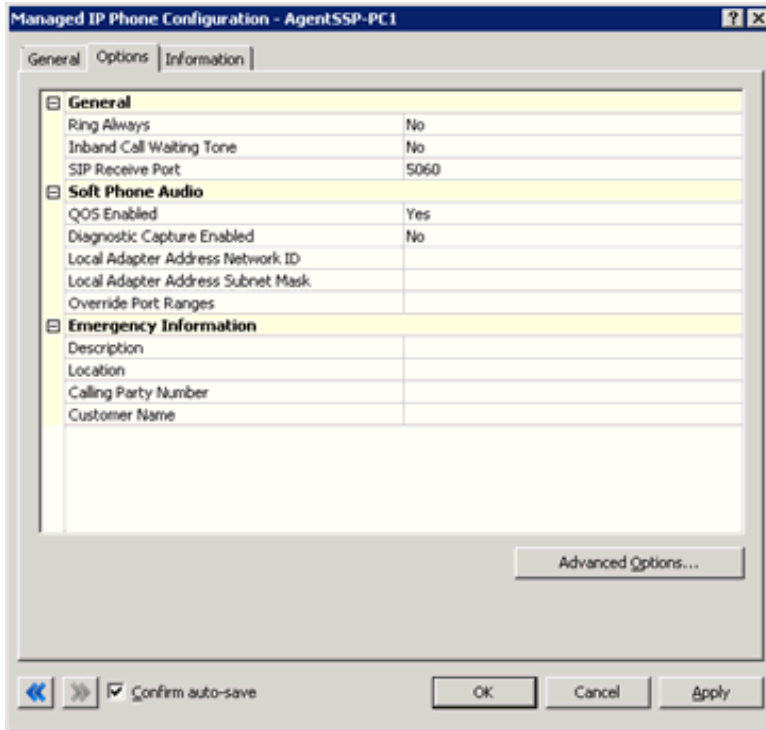 Managed IP Phone Configuration - AgentSSP-PC1
General Options Information
General
Ring Always No
Inband Call Waiting Tone No
SIP Receive Port 5060
Soft Phone Audio
QOS Enabled Yes
Diagnostic Capture Enabled No
Local Adapter Address Network ID
Local Adapter Address Subnet Mask
Override Port Ranges
Emergency Information
Description
Location
Calling Party Number
Customer Name
Advanced Options...
Confirm auto-save OK Cancel Apply